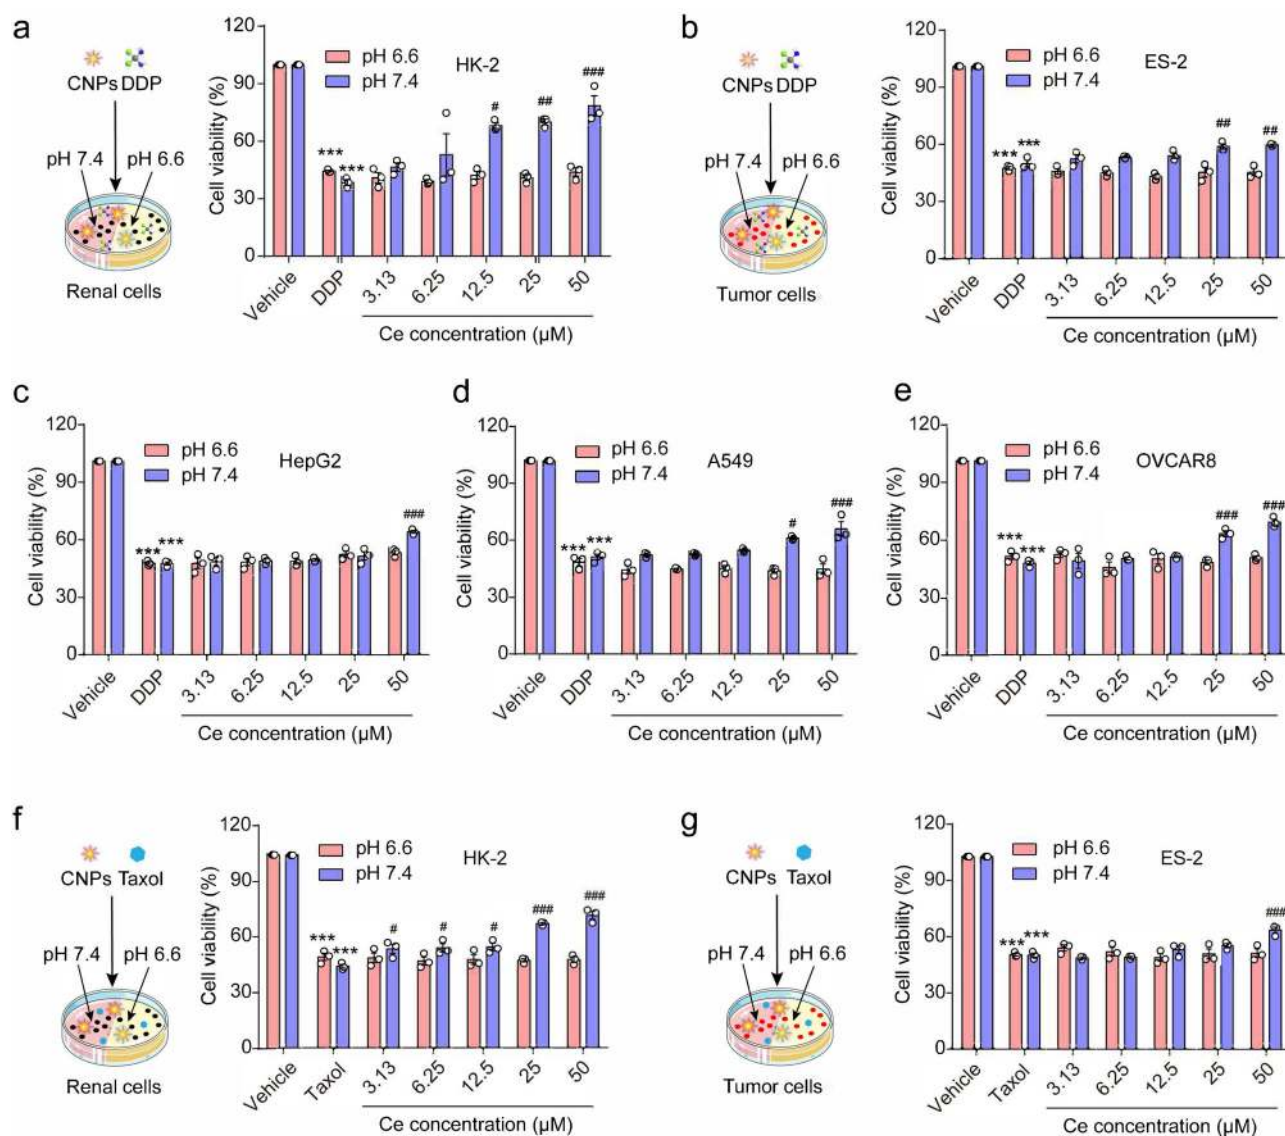 a
CNPs DDP
pH 7.4
pH 6.6
Renal cells
Cell viability (%)
120
90
60
30
0
pH 6.6
pH 7.4
HK-2
***
***
#
##
###
Vehicle
DDP
3.13
6.25
12.5
25
50
Ce concentration (µM)
b
CNPs DDP
pH 7.4
pH 6.6
Tumor cells
Cell viability (%)
120
90
60
30
0
pH 6.6
pH 7.4
ES-2
***
***
##
##
Vehicle
DDP
3.13
6.25
12.5
25
50
Ce concentration (µM)
c
Cell viability (%)
120
90
60
30
0
pH 6.6
pH 7.4
HepG2
***
***
###
Vehicle
DDP
3.13
6.25
12.5
25
50
Ce concentration (µM)
d
Cell viability (%)
120
90
60
30
0
pH 6.6
pH 7.4
A549
***
***
#
###
Vehicle
DDP
3.13
6.25
12.5
25
50
Ce concentration (µM)
e
Cell viability (%)
120
90
60
30
0
pH 6.6
pH 7.4
OVCAR8
***
***
###
###
Vehicle
DDP
3.13
6.25
12.5
25
50
Ce concentration (µM)
f
CNPs Taxol
pH 7.4
pH 6.6
Renal cells
Cell viability (%)
120
90
60
30
0
pH 6.6
pH 7.4
HK-2
***
***
#
#
#
###
###
Vehicle
Taxol
3.13
6.25
12.5
25
50
Ce concentration (µM)
g
CNPs Taxol
pH 7.4
pH 6.6
Tumor cells
Cell viability (%)
120
90
60
30
0
pH 6.6
pH 7.4
ES-2
***
***
###
Vehicle
Taxol
3.13
6.25
12.5
25
50
Ce concentration (µM)